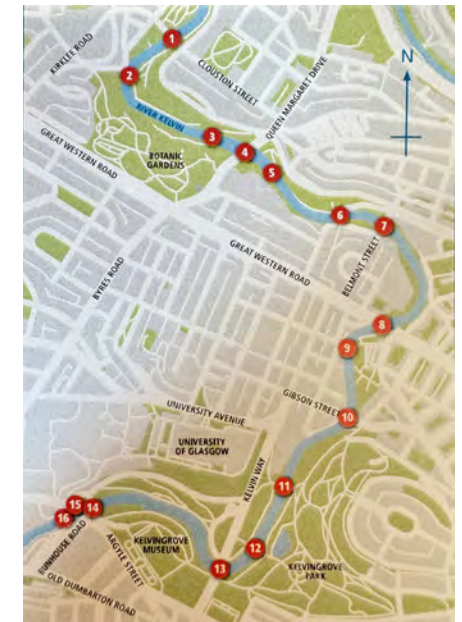 1
KIRKLEE ROAD
CLOUSTON STREET
N
2
RIVER KELVIN
QUEEN MARGARET DRIVE
3
4
BOTANIC
GARDENS
5
GREAT WESTERN ROAD
6
7
GREAT WESTERN ROAD
BELMONT STREET
BYRES ROAD
8
9
GIBSON STREET
10
UNIVERSITY AVENUE
UNIVERSITY
OF GLASGOW
KELVIN WAY
11
15
14
16
BUNHOUSE ROAD
ARGYLE STREET
KELVINGROVE
MUSEUM
12
13
KELVINGROVE
PARK
OLD DUMBARTON ROAD